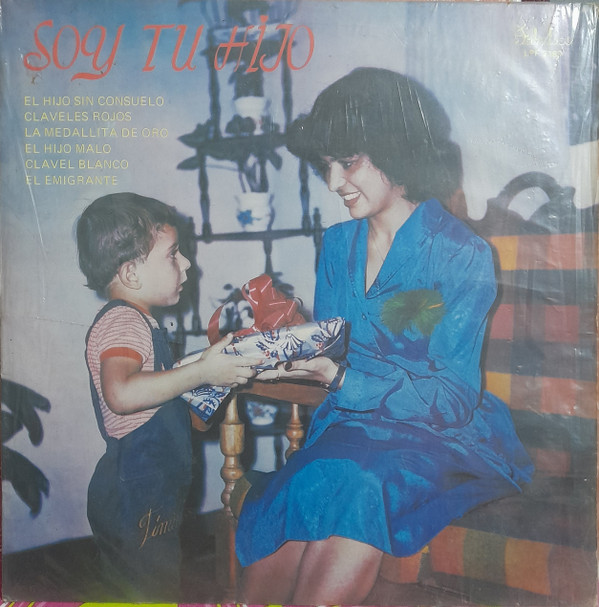 SOY TU HIJO
EL HIJO SIN CONSUELO
CLAVELES ROJOS
LA MEDALLITA DE ORO
EL HIJO MALO
CLAVEL BLANCO
EL EMIGRANTE